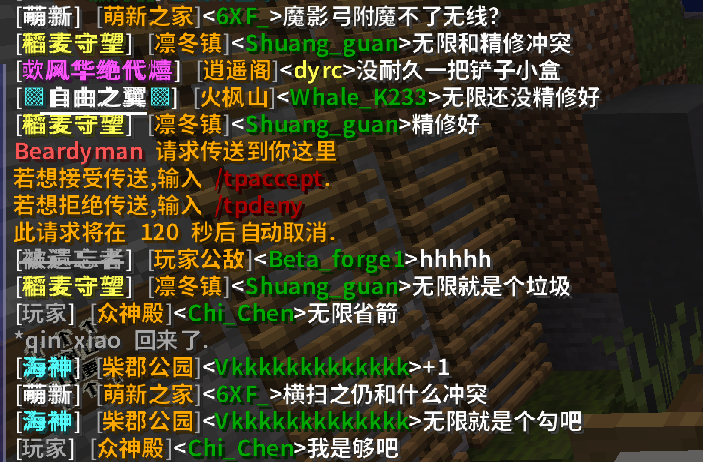 [萌新] [萌新之家]<6XF_>魔影弓附魔不了无线?
[稻麦守望] [凛冬镇]<Shuang_guan>无限和精修冲突
[歖凨华绝代嬉] [逍遥阁]<dyrc>没耐久一把铲子小盒
[▩ 自由之翼▩] [火枫山]<Whale_K233>无限还没精修好
[稻麦守望] [凛冬镇]<Shuang_guan>精修好
Beardyman 请求传送到你这里
若想接受传送,输入 /tpaccept.
若想拒绝传送,输入 /tpdeny
此请求将在 120 秒后自动取消.
[被遗忘者] [玩家公敌]<Beta_forge1>hhhhh
[稻麦守望] [凛冬镇]<Shuang_guan>无限就是个垃圾
[玩家] [众神殿]<Chi_Chen>无限省箭
*qin_xiao 回来了.
[海神] [柴郡公园]<Vkkkkkkkkkkkkkk>+1
[萌新] [萌新之家]<6XF_>横扫之仍和什么冲突
[海神] [柴郡公园]<Vkkkkkkkkkkkkkk>无限就是个勾吧
[玩家] [众神殿]<Chi_Chen>我是够吧